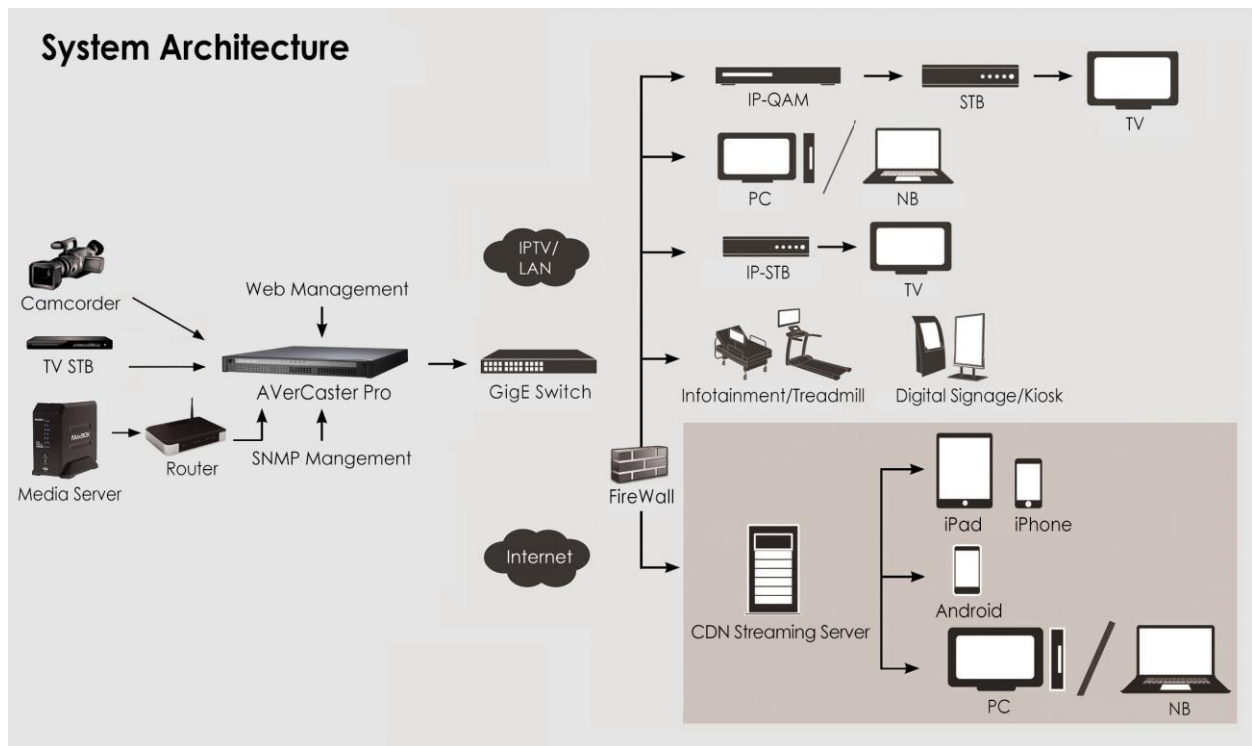 System Architecture
IP-QAM
STB
TV
PC
NB
IPTV/
LAN
IP-STB
TV
Camcorder
Web Management
TV STB
AVerCaster Pro
GigE Switch
Infotainment/Treadmill
Digital Signage/Kiosk
Router
SNMP Mangement
Media Server
FireWall
iPad
iPhone
Internet
Android
CDN Streaming Server
PC
NB